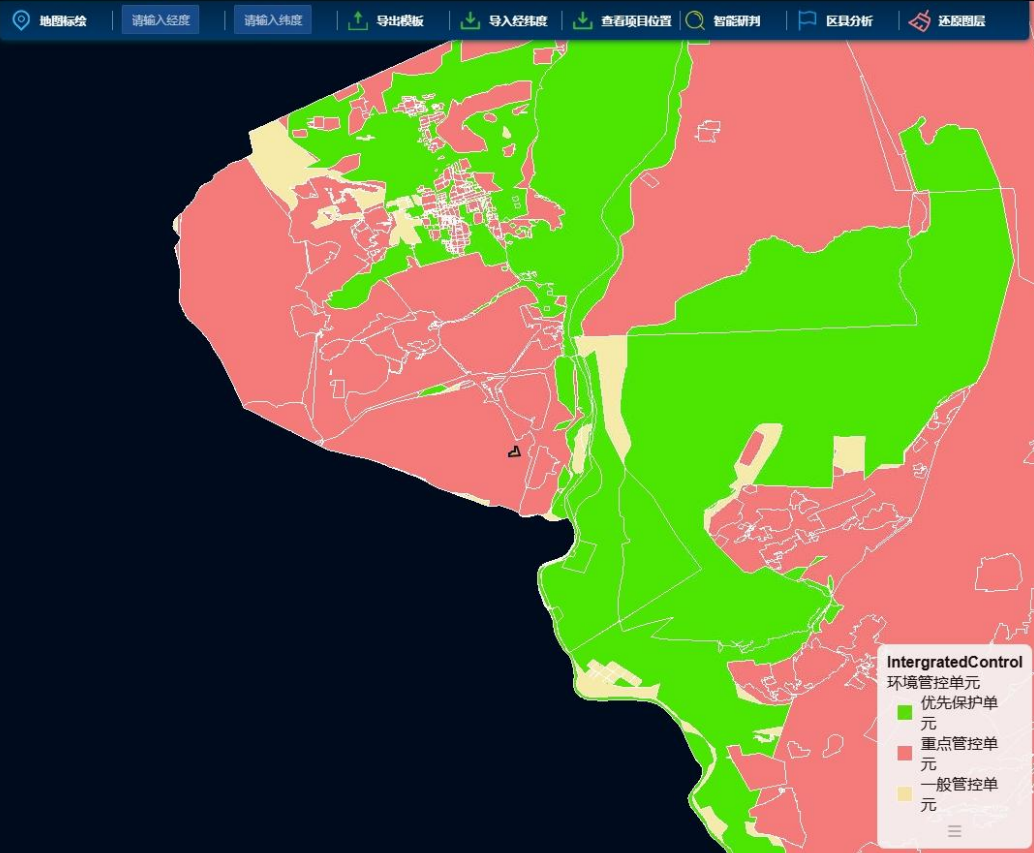 地图标绘 请输入经度 请输入纬度 导出模板 导入经纬度 查看项目位置 智能研判 区县分析 还原图层
IntergratedControl
环境管控单元
优先保护单
元
重点管控单
元
一般管控单
元